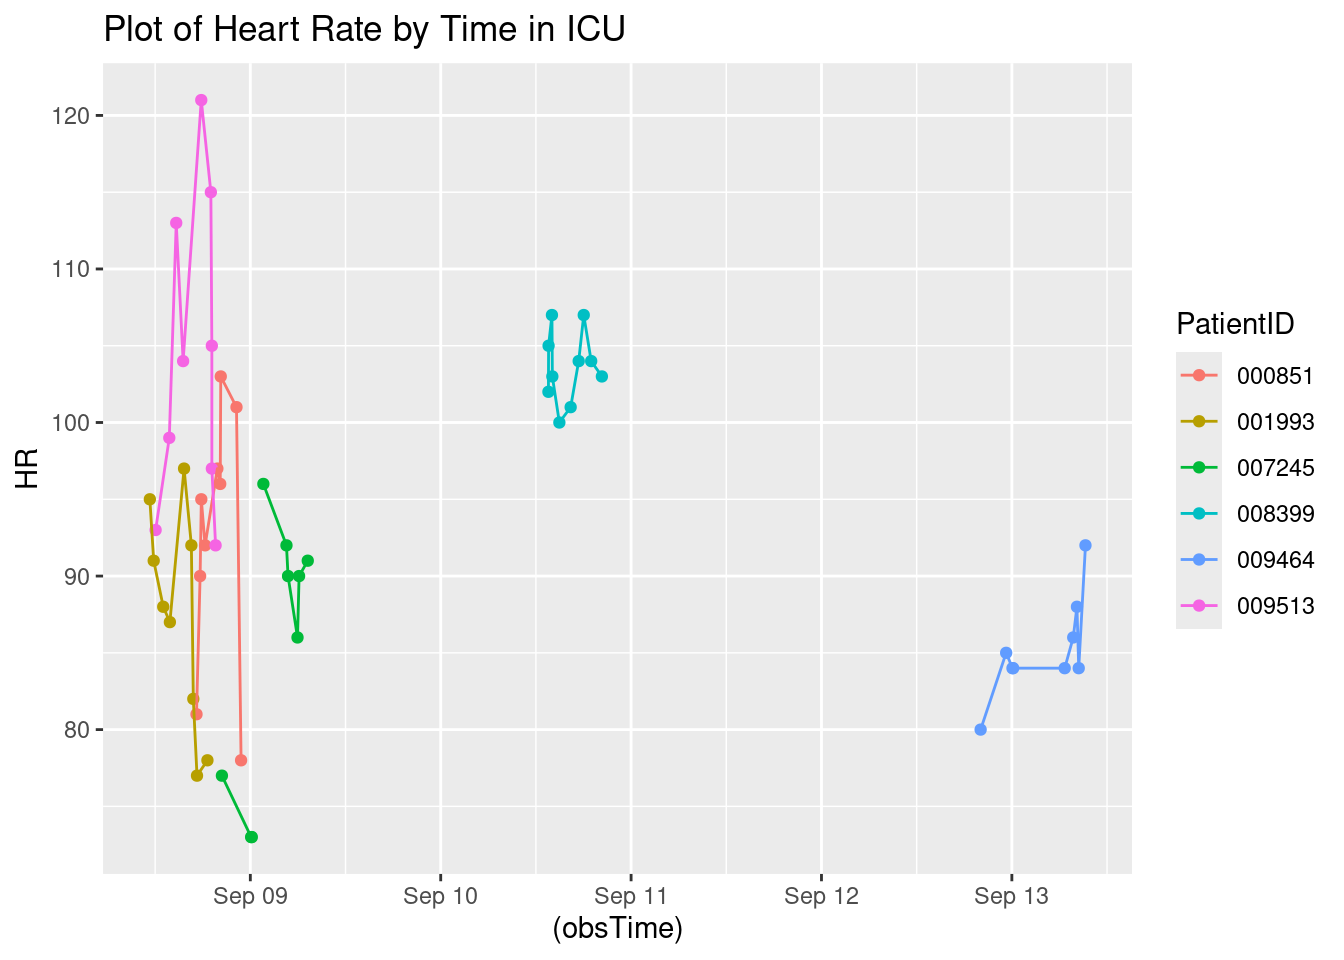 Plot of Heart Rate by Time in ICU
120
110
100
90
80
HR
Sep 09 Sep 10 Sep 11 Sep 12 Sep 13
(obsTime)
PatientID
000851
001993
007245
008399
009464
009513